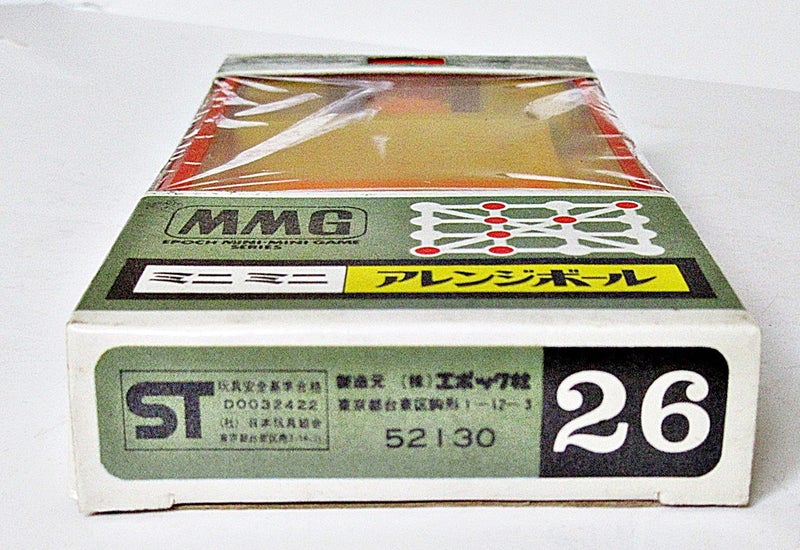 MMG
EPOCH MINI MINI GAME
SERIES
ミニ ミニ アレンジボール
ST
玩具安全基準合格
D0032422
(社) 日本玩具協会
製造元 (株)エポック社
東京都台東区駒形1-12-3
52130
26